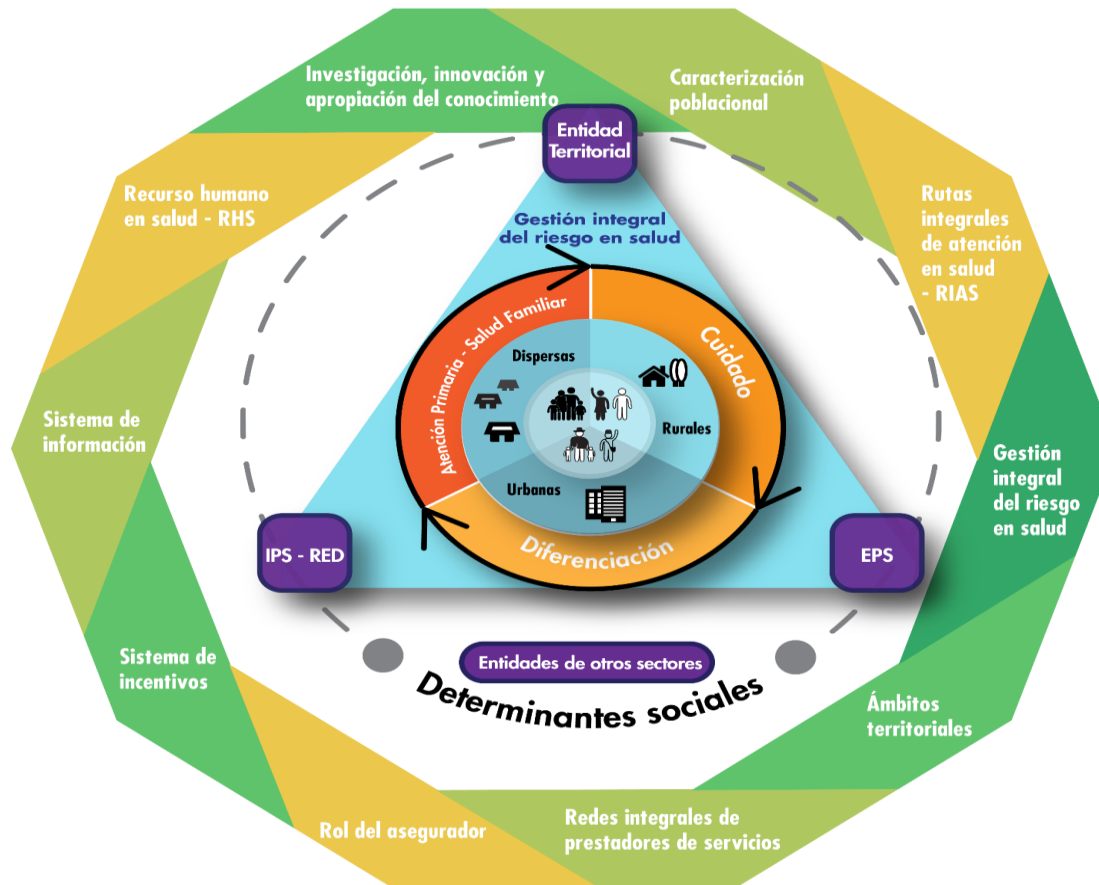 Investigación, innovación y
apropiación del conocimiento
Caracterización
poblacional
Rutas
integrales
de atención
en salud
- RIAS
Gestión
integral
del riesgo
en salud
Ámbitos
territoriales
Redes integrales de
prestadores de servicios
Rol del asegurador
Sistema de
incentivos
Sistema de
información
Recurso humano
en salud - RHS
Entidad
Territorial
Gestión integral
del riesgo en salud
Atención Primaria - Salud Familiar
Cuidado
Diferenciación
Dispersas
Rurales
Urbanas
IPS - RED
EPS
Entidades de otros sectores
Determinantes sociales